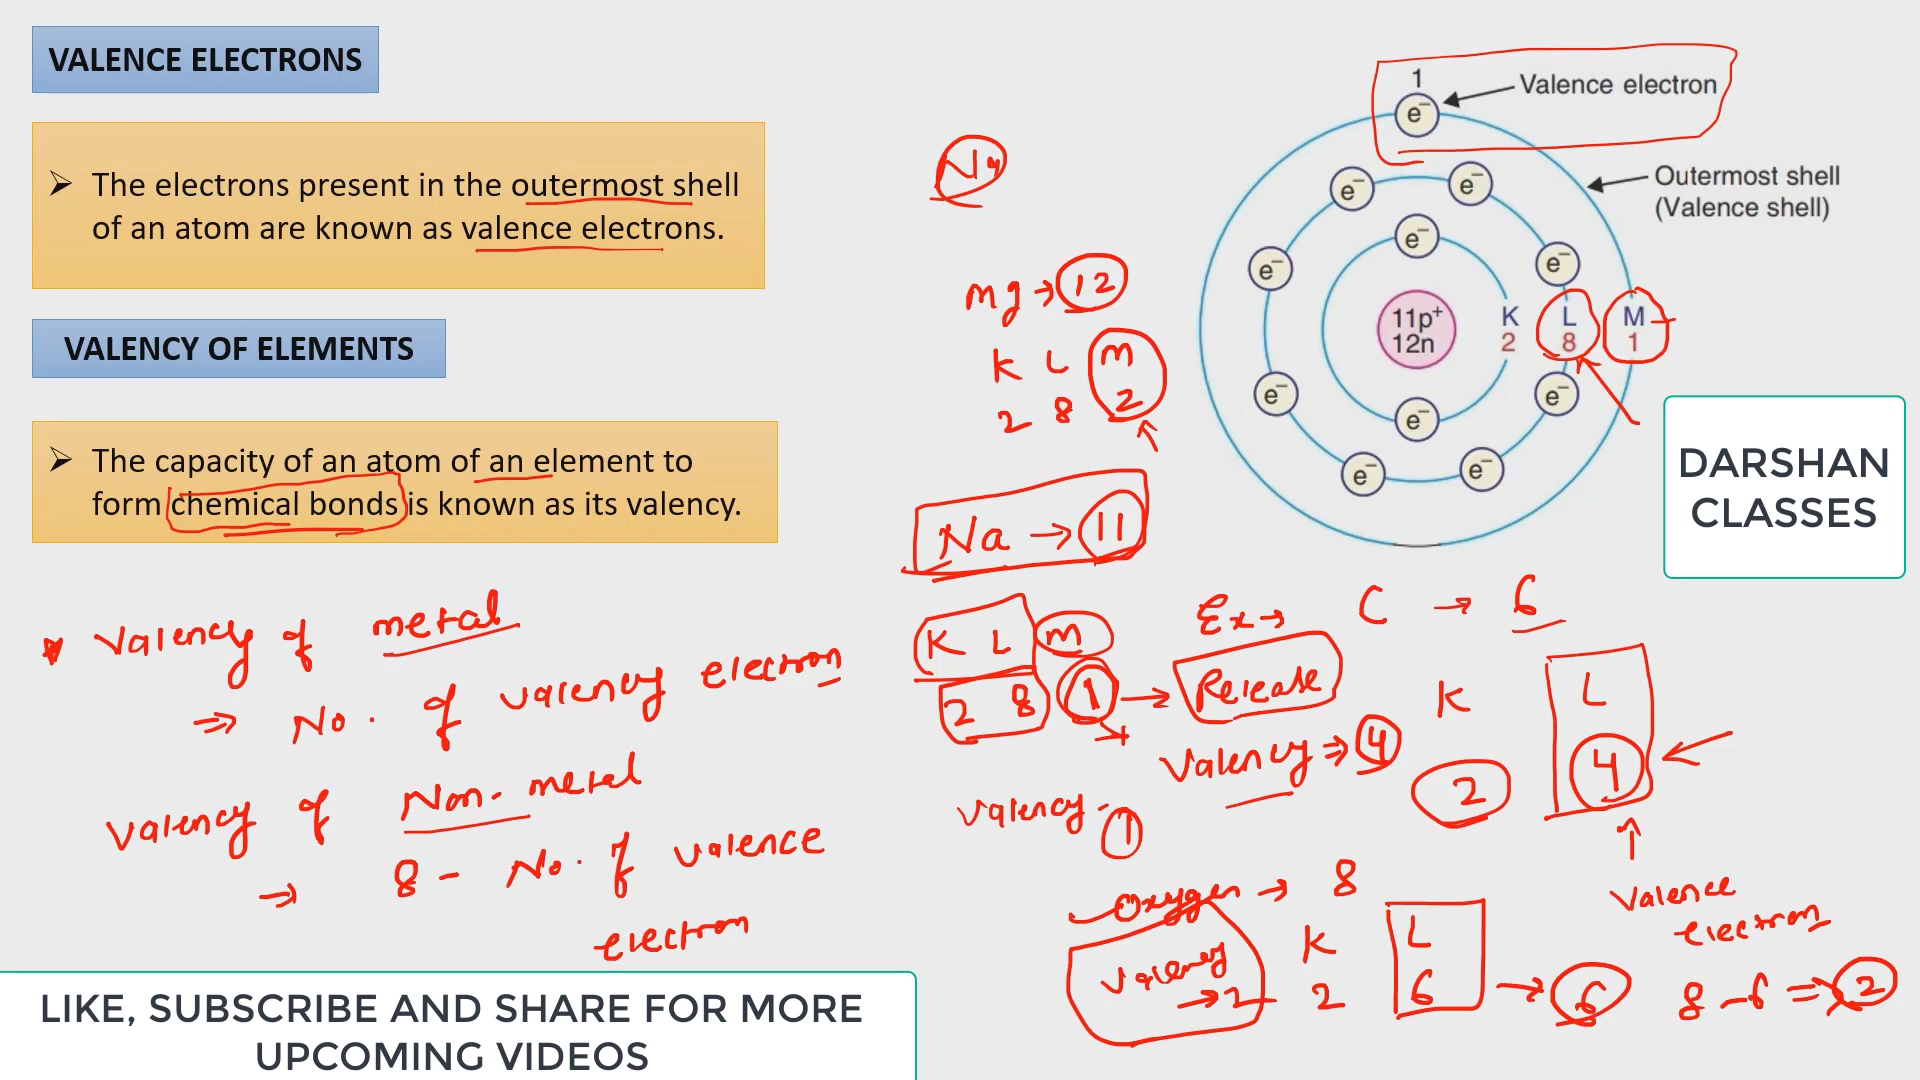 VALENCE ELECTRONS
➢ The electrons present in the outermost shell
of an atom are known as valence electrons.
VALENCY OF ELEMENTS
➢ The capacity of an atom of an element to
form chemical bonds is known as its valency.
* Valency of metal
⇒ No. of valency electron
Valency of Non-metal
⇒ 8 - No. of valence
electron
LIKE, SUBSCRIBE AND SHARE FOR MORE
UPCOMING VIDEOS
Na
mg → 12
K L m
2 8 2
Na → 11
K L m
2 8 1 → Release
Valency - 1
1
e⁻ Valence electron
Outermost shell
(Valence shell)
e⁻ e⁻
e⁻
e⁻ e⁻
11p⁺
12n
K L M
2 8 1
e⁻ e⁻
e⁻
e⁻ e⁻
DARSHAN
CLASSES
Ex → C → 6
K L
2 4
Valency ⇒ 4
Valence
electron
Oxygen → 8
K L
2 6 → 6
8 - 6 = 2
Valency
→ 2